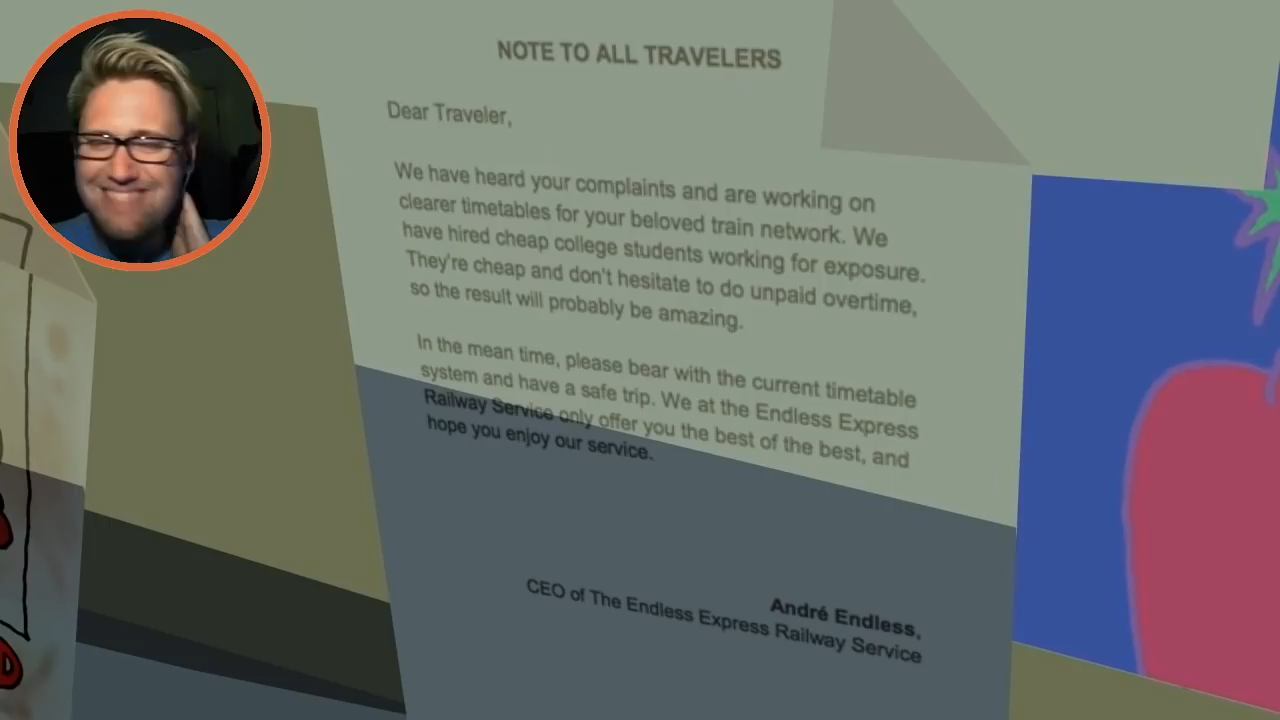 NOTE TO ALL TRAVELERS
Dear Traveler,
We have heard your complaints and are working on
clearer timetables for your beloved train network. We
have hired cheap college students working for exposure.
They're cheap and don't hesitate to do unpaid overtime,
so the result will probably be amazing.
In the mean time, please bear with the current timetable
system and have a safe trip. We at the Endless Express
Railway Service only offer you the best of the best, and
hope you enjoy our service.
André Endless,
CEO of The Endless Express Railway Service